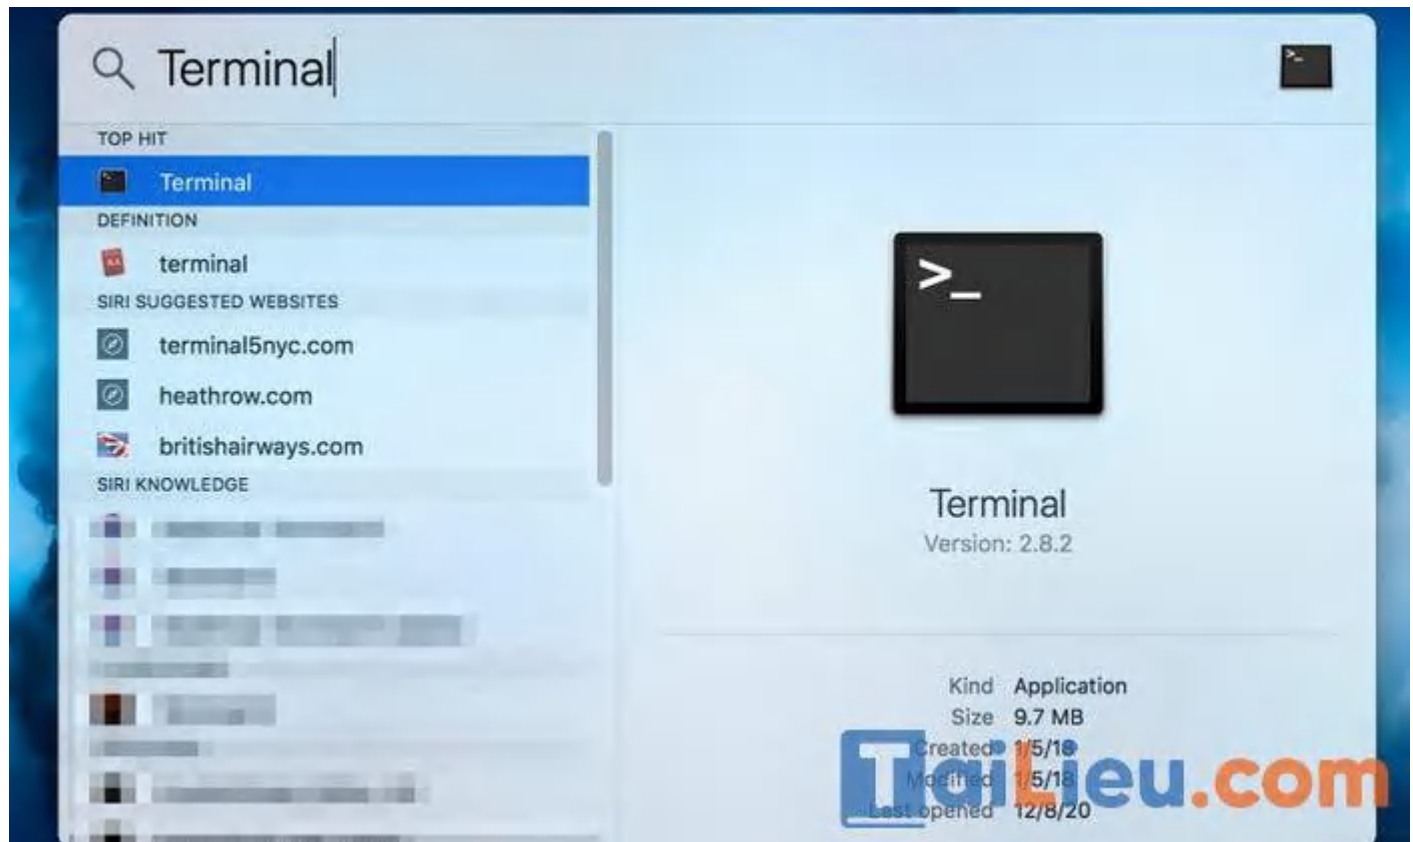 Terminal
TOP HIT
Terminal
DEFINITION
terminal
SIRI SUGGESTED WEBSITES
terminal5nyc.com
heathrow.com
britishairways.com
SIRI KNOWLEDGE
>_
Terminal
Version: 2.8.2
Kind Application
Size 9.7 MB
Created 1/5/18
Modified 1/5/18
Last opened 12/8/20
TaiLieu.com